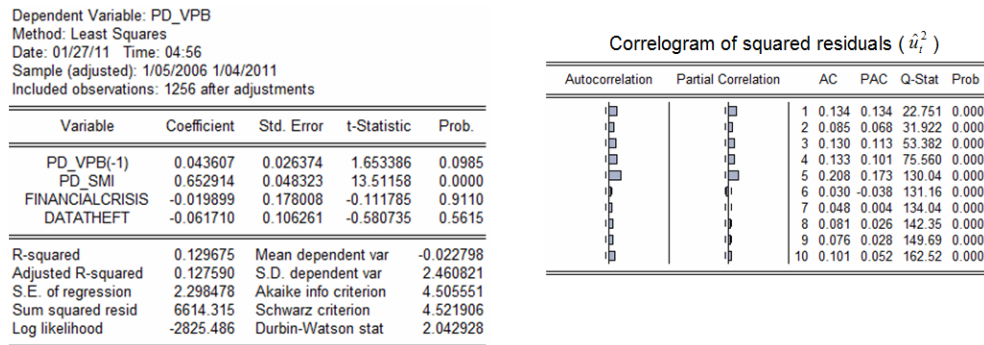 Dependent Variable: PD_VPB
Method: Least Squares
Date: 01/27/11 Time: 04:56
Sample (adjusted): 1/05/2006 1/04/2011
Included observations: 1256 after adjustments
Variable Coefficient Std. Error t-Statistic Prob.
PD_VPB(-1) 0.043607 0.026374 1.653386 0.0985
PD_SMI 0.652914 0.048323 13.51158 0.0000
FINANCIALCRISIS -0.019899 0.178008 -0.111785 0.9110
DATATHEFT -0.061710 0.106261 -0.580735 0.5615
R-squared 0.129675 Mean dependent var -0.022798
Adjusted R-squared 0.127590 S.D. dependent var 2.460821
S.E. of regression 2.298478 Akaike info criterion 4.505551
Sum squared resid 6614.315 Schwarz criterion 4.521906
Log likelihood -2825.486 Durbin-Watson stat 2.042928
Correlogram of squared residuals ( û_t^2 )
Autocorrelation Partial Correlation AC PAC Q-Stat Prob
1 0.134 0.134 22.751 0.000
2 0.085 0.068 31.922 0.000
3 0.130 0.113 53.382 0.000
4 0.133 0.101 75.560 0.000
5 0.208 0.173 130.04 0.000
6 0.030 -0.038 131.16 0.000
7 0.048 0.004 134.04 0.000
8 0.081 0.026 142.35 0.000
9 0.076 0.028 149.69 0.000
10 0.101 0.052 162.52 0.000